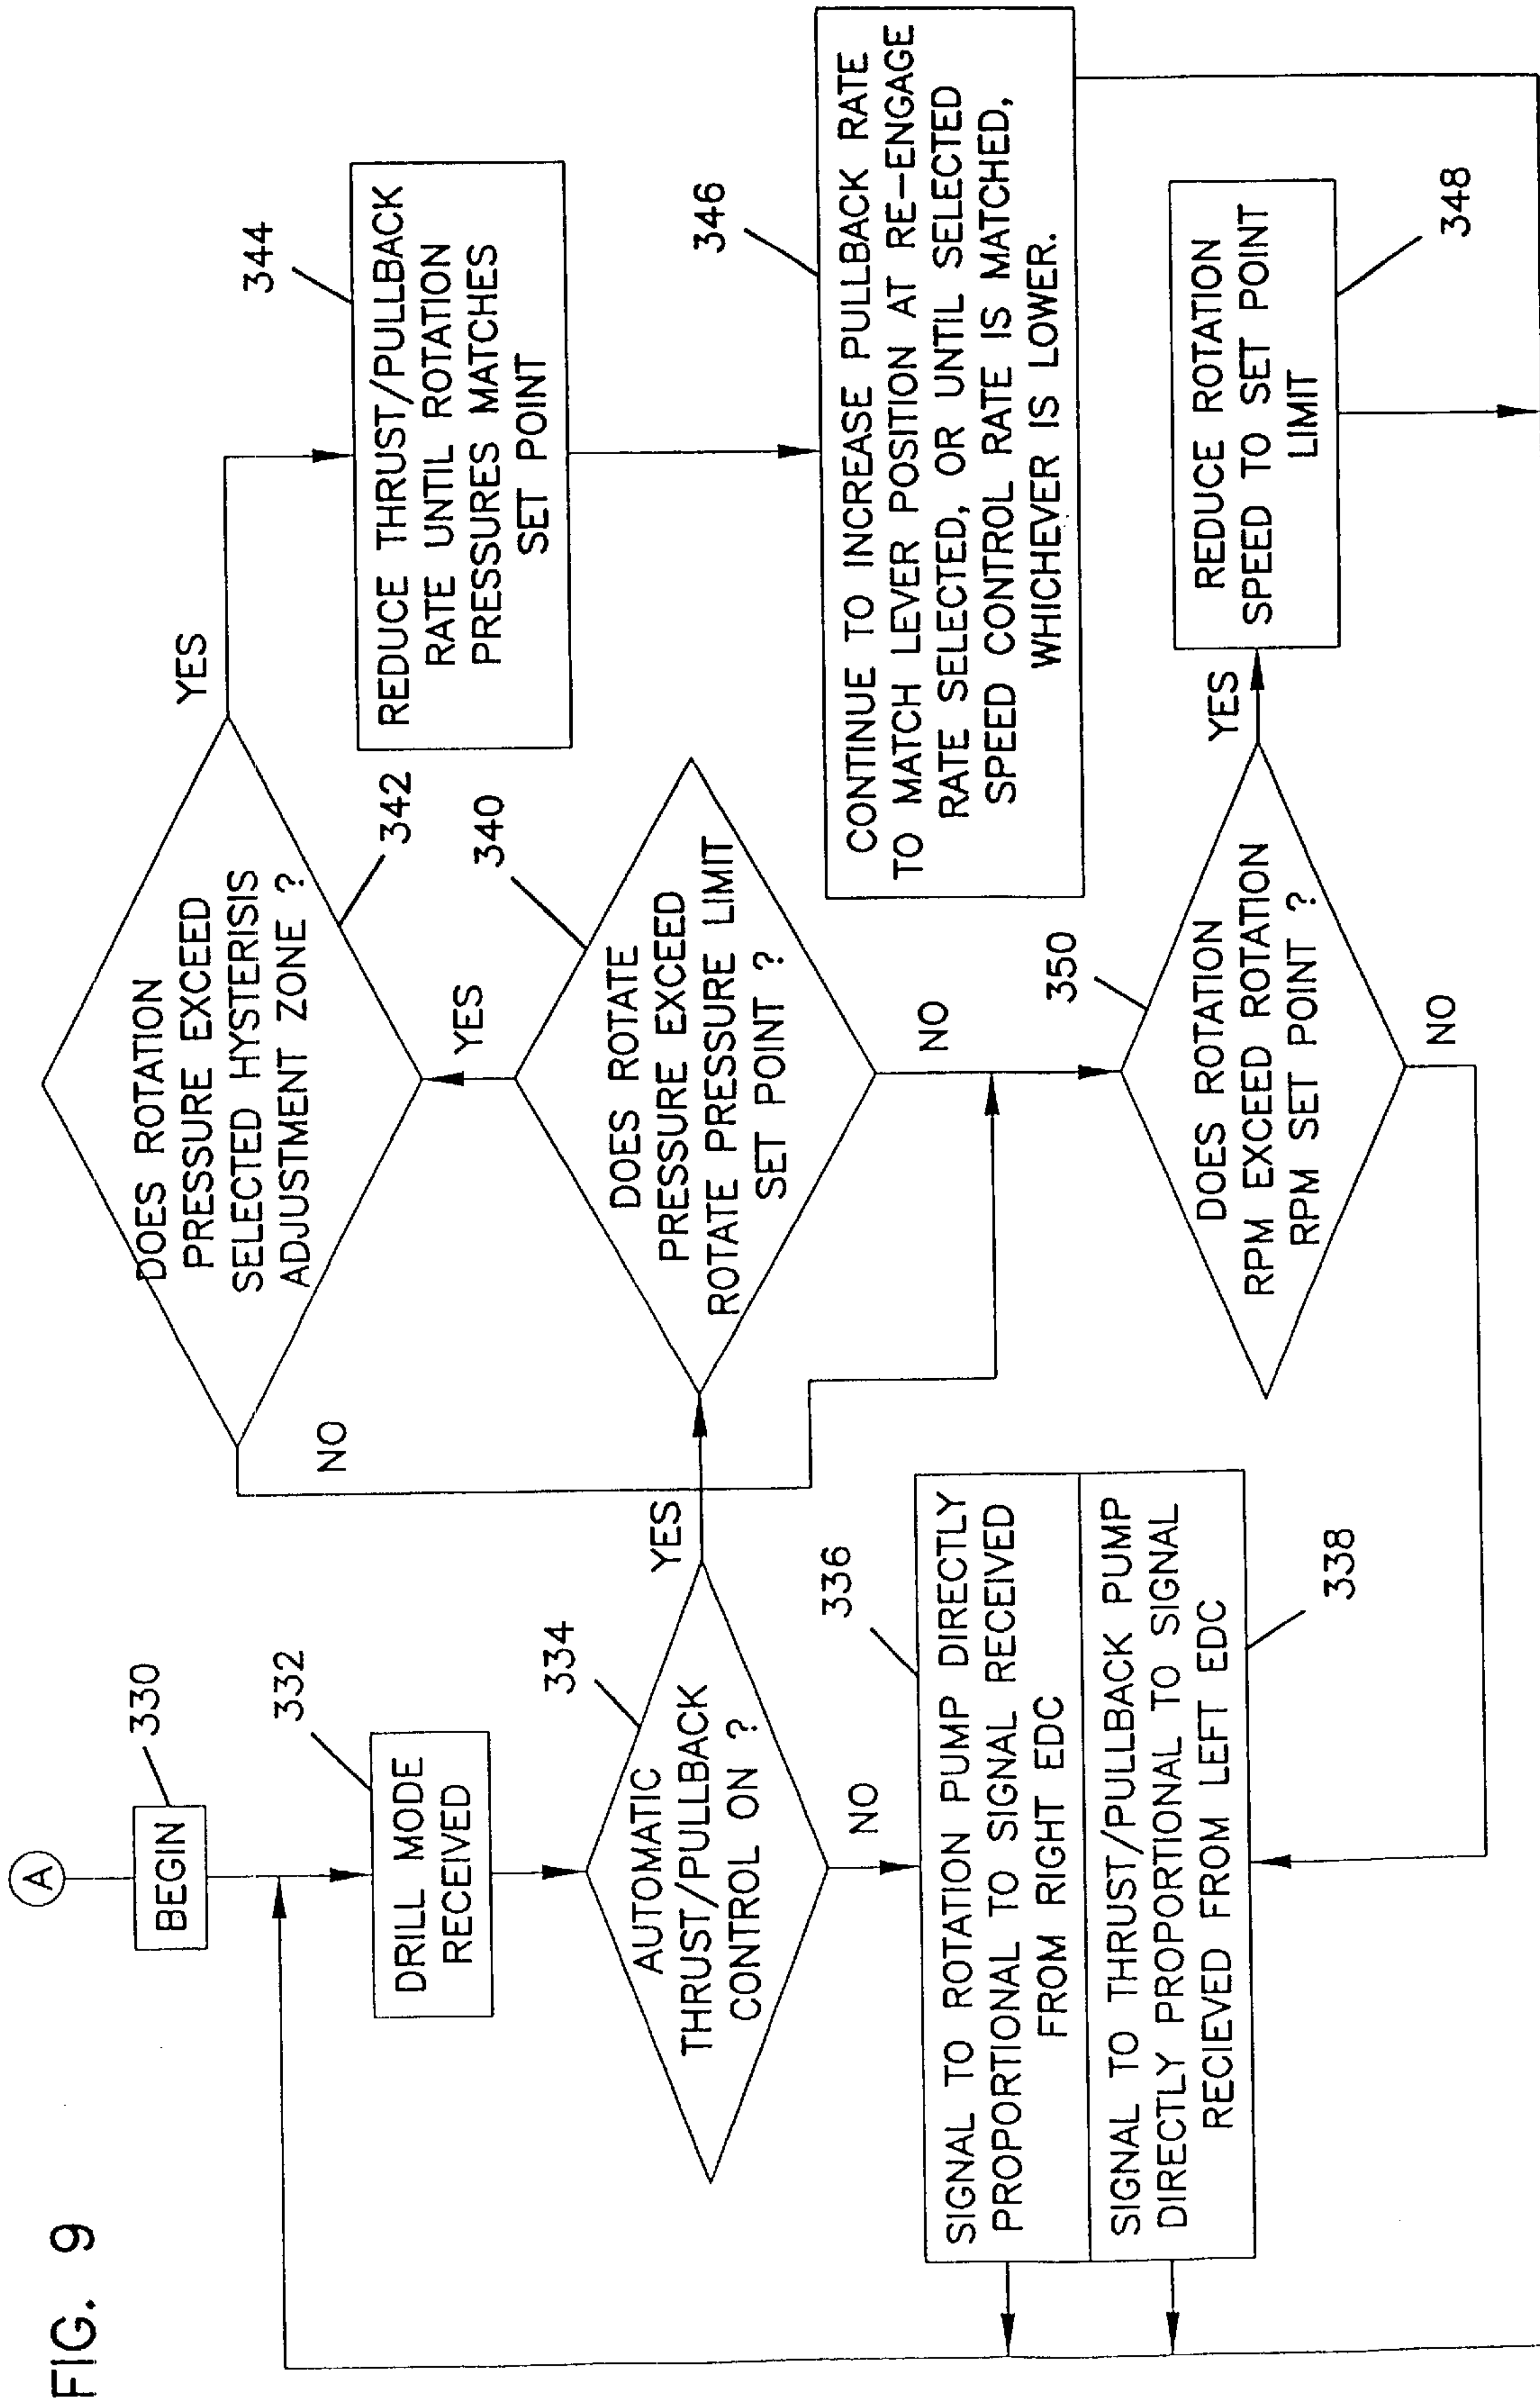 FIG. 9
A
BEGIN
330
DRILL MODE
RECEIVED
332
AUTOMATIC
THRUST/PULLBACK
CONTROL ON ?
334
YES
NO
SIGNAL TO ROTATION PUMP DIRECTLY
PROPORTIONAL TO SIGNAL RECEIVED
FROM RIGHT EDC
336
SIGNAL TO THRUST/PULLBACK PUMP
DIRECTLY PROPORTIONAL TO SIGNAL
RECIEVED FROM LEFT EDC
338
DOES ROTATION
PRESSURE EXCEED
SELECTED HYSTERISIS
ADJUSTMENT ZONE ?
342
YES
NO
DOES ROTATE
PRESSURE EXCEED
ROTATE PRESSURE LIMIT
SET POINT ?
340
YES
NO
DOES ROTATION
RPM EXCEED ROTATION
RPM SET POINT ?
350
YES
NO
REDUCE THRUST/PULLBACK
RATE UNTIL ROTATION
PRESSURES MATCHES
SET POINT
344
CONTINUE TO INCREASE PULLBACK RATE
TO MATCH LEVER POSITION AT RE-ENGAGE
RATE SELECTED, OR UNTIL SELECTED
SPEED CONTROL RATE IS MATCHED,
WHICHEVER IS LOWER.
346
REDUCE ROTATION
SPEED TO SET POINT
LIMIT
348